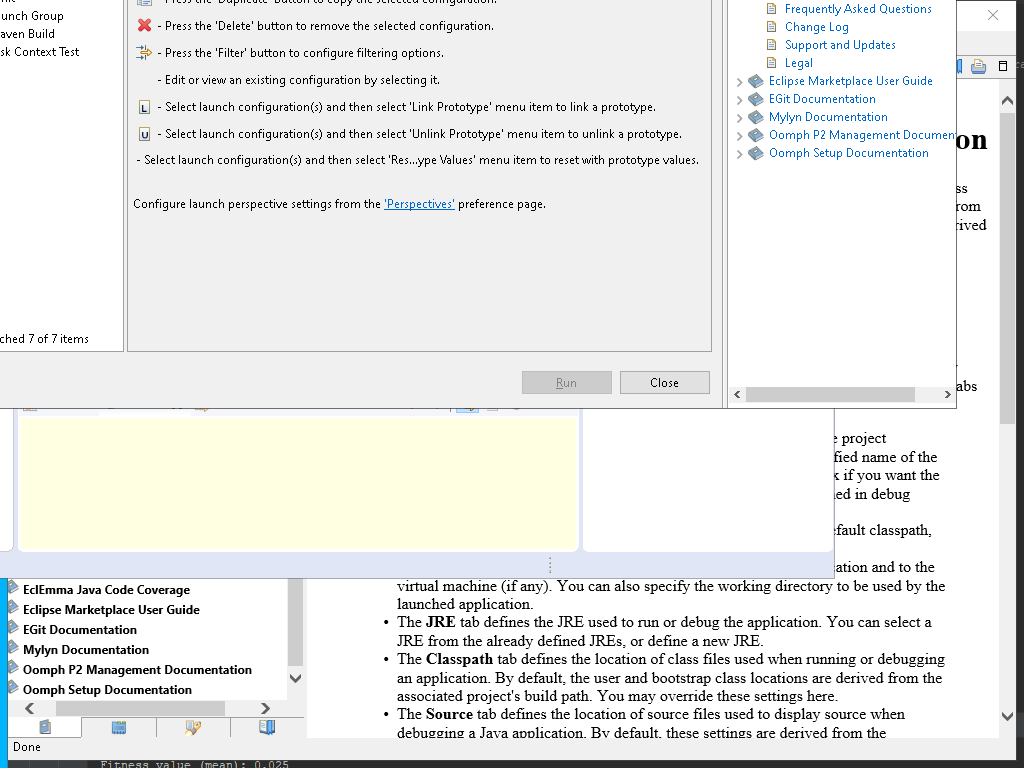 unch Group
aven Build
sk Context Test
ched 7 of 7 items
- Press the 'Duplicate' button to copy the selected configuration.
- Press the 'Delete' button to remove the selected configuration.
- Press the 'Filter' button to configure filtering options.
- Edit or view an existing configuration by selecting it.
L - Select launch configuration(s) and then select 'Link Prototype' menu item to link a prototype.
U - Select launch configuration(s) and then select 'Unlink Prototype' menu item to unlink a prototype.
- Select launch configuration(s) and then select 'Res...ype Values' menu item to reset with prototype values.
Configure launch perspective settings from the 'Perspectives' preference page.
Run
Close
Frequently Asked Questions
Change Log
Support and Updates
Legal
Eclipse Marketplace User Guide
EGit Documentation
Mylyn Documentation
Oomph P2 Management Documen
Oomph Setup Documentation
on
ss
rom
rived
abs
e project
fied name of the
k if you want the
ed in debug
efault classpath,
ation and to the
virtual machine (if any). You can also specify the working directory to be used by the
launched application.
• The JRE tab defines the JRE used to run or debug the application. You can select a
JRE from the already defined JREs, or define a new JRE.
• The Classpath tab defines the location of class files used when running or debugging
an application. By default, the user and bootstrap class locations are derived from the
associated project's build path. You may override these settings here.
• The Source tab defines the location of source files used to display source when
debugging a Java application. By default, these settings are derived from the
EclEmma Java Code Coverage
Eclipse Marketplace User Guide
EGit Documentation
Mylyn Documentation
Oomph P2 Management Documentation
Oomph Setup Documentation
Done
Fitness value (mean): 0.025